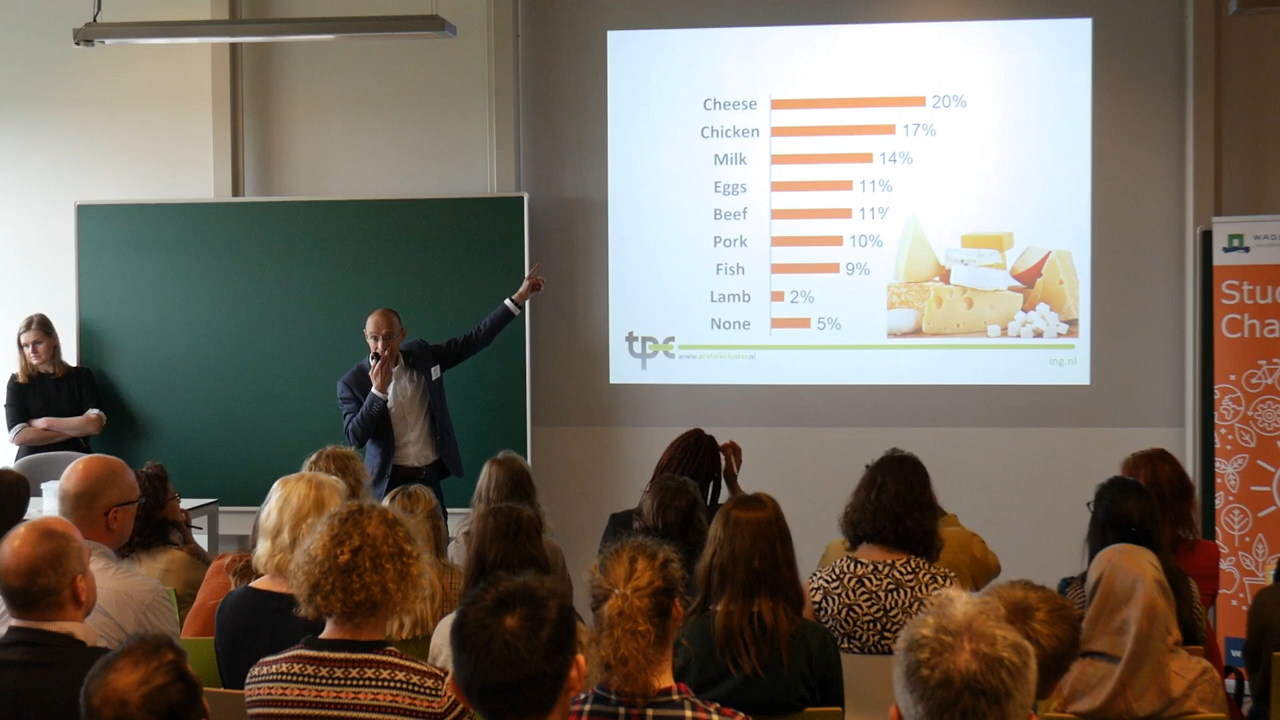 Cheese 20%
Chicken 17%
Milk 14%
Eggs 11%
Beef 11%
Pork 10%
Fish 9%
Lamb 2%
None 5%
tpc
ing.nl
WAG
Stu
Cha